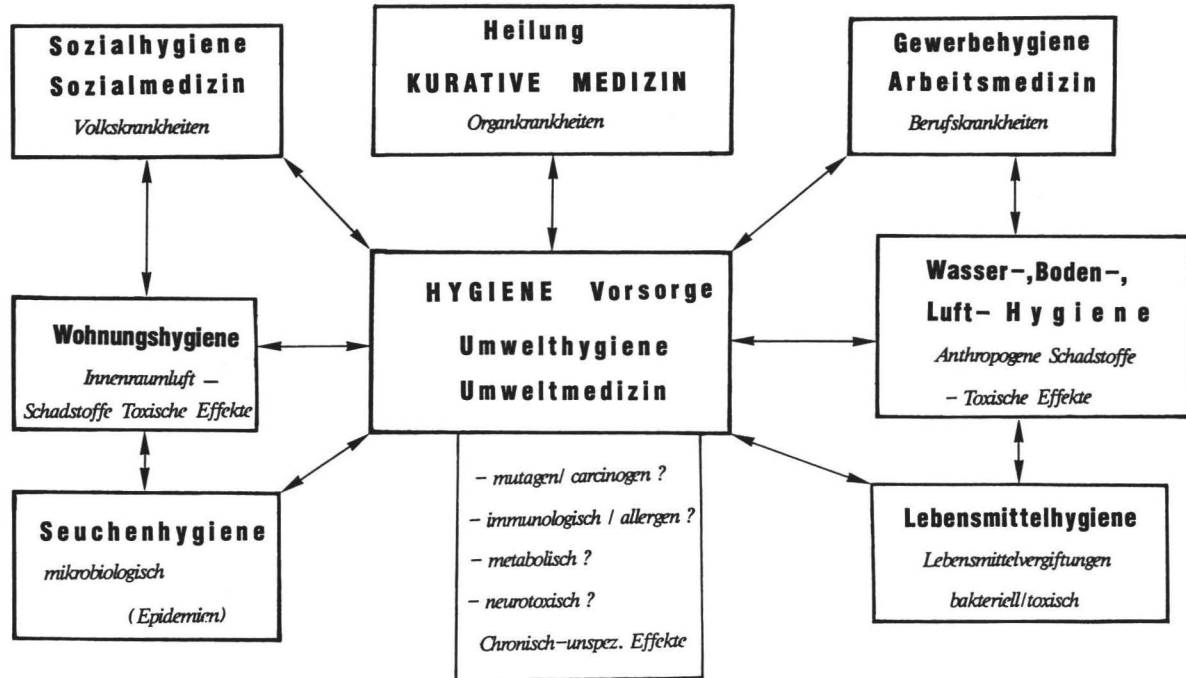 Sozialhygiene
Sozialmedizin
Volkskrankheiten
Heilung
KURATIVE MEDIZIN
Organkrankheiten
Gewerbehygiene
Arbeitsmedizin
Berufskrankheiten
Wohnungshygiene
Innenraumluft –
Schadstoffe Toxische Effekte
HYGIENE Vorsorge
Umwelthygiene
Umweltmedizin
Wasser–,Boden–,
Luft– Hygiene
Anthropogene Schadstoffe
– Toxische Effekte
Seuchenhygiene
mikrobiologisch
(Epidemien)
– mutagen/ carcinogen ?
– immunologisch / allergen ?
– metabolisch ?
– neurotoxisch ?
Chronisch–unspez. Effekte
Lebensmittelhygiene
Lebensmittelvergiftungen
bakteriell/toxisch